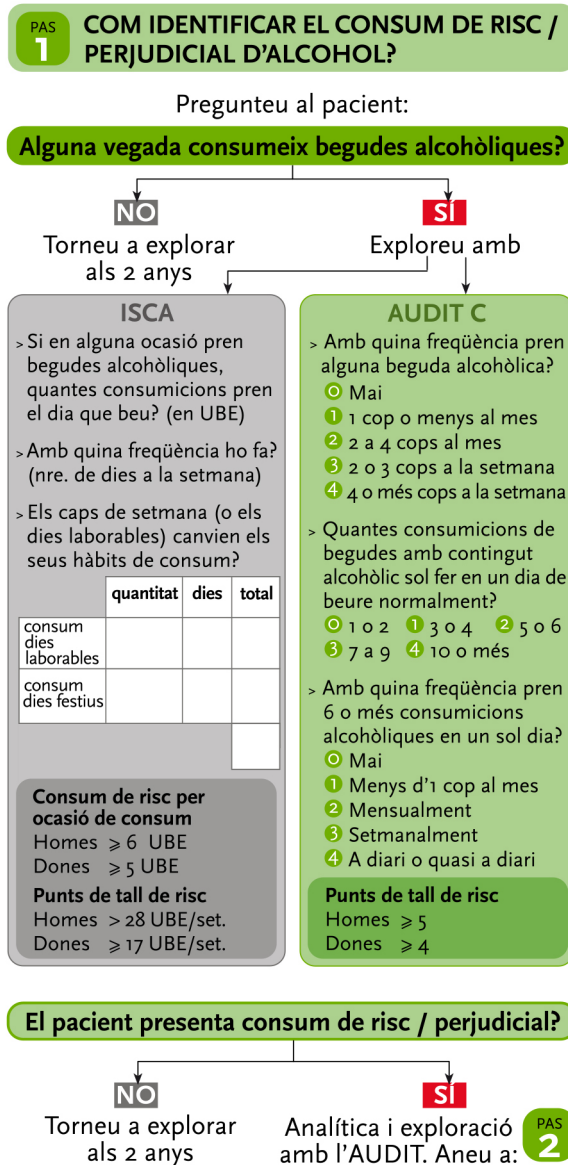 PAS
1
COM IDENTIFICAR EL CONSUM DE RISC /
PERJUDICIAL D'ALCOHOL?
Pregunteu al pacient:
Alguna vegada consumeix begudes alcohòliques?
NO
Torneu a explorar
als 2 anys
SÍ
Exploreu amb
ISCA
> Si en alguna ocasió pren
begudes alcohòliques,
quantes consumicions pren
el dia que beu? (en UBE)
> Amb quina freqüència ho fa?
(nre. de dies a la setmana)
> Els caps de setmana (o els
dies laborables) canvien els
seus hàbits de consum?
quantitat dies total
consum
dies
laborables
consum
dies festius
Consum de risc per
ocasió de consum
Homes ⩾ 6 UBE
Dones ⩾ 5 UBE
Punts de tall de risc
Homes > 28 UBE/set.
Dones ⩾ 17 UBE/set.
AUDIT C
> Amb quina freqüència pren
alguna beguda alcohòlica?
0 Mai
1 1 cop o menys al mes
2 2 a 4 cops al mes
3 2 o 3 cops a la setmana
4 4 o més cops a la setmana
> Quantes consumicions de
begudes amb contingut
alcohòlic sol fer en un dia de
beure normalment?
0 1 o 2 1 3 o 4 2 5 o 6
3 7 a 9 4 10 o més
> Amb quina freqüència pren
6 o més consumicions
alcohòliques en un sol dia?
0 Mai
1 Menys d'1 cop al mes
2 Mensualment
3 Setmanalment
4 A diari o quasi a diari
Punts de tall de risc
Homes ⩾ 5
Dones ⩾ 4
El pacient presenta consum de risc / perjudicial?
NO
Torneu a explorar
als 2 anys
SÍ
Analítica i exploració
amb l'AUDIT. Aneu a:
PAS
2